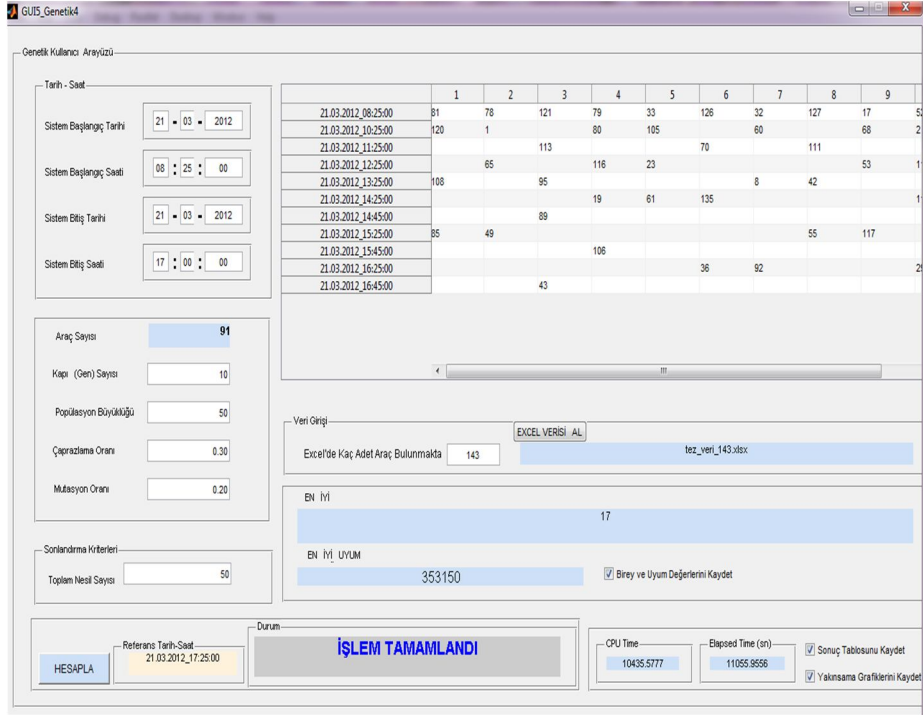 GUI5_Genetik4
Genetik Kullanıcı Arayüzü
Tarih - Saat
Sistem Başlangıç Tarihi 21 - 03 - 2012
Sistem Başlangıç Saati 08 : 25 : 00
Sistem Bitiş Tarihi 21 - 03 - 2012
Sistem Bitiş Saati 17 : 00 : 00
1 2 3 4 5 6 7 8 9
21.03.2012_08:25:00 81 78 121 79 33 126 32 127 17
21.03.2012_10:25:00 120 1 80 105 60 68
21.03.2012_11:25:00 113 70 111
21.03.2012_12:25:00 65 116 23 53
21.03.2012_13:25:00 108 95 8 42
21.03.2012_14:25:00 19 61 135
21.03.2012_14:45:00 89
21.03.2012_15:25:00 85 49 55 117
21.03.2012_15:45:00 106
21.03.2012_16:25:00 36 92
21.03.2012_16:45:00 43
Araç Sayısı 91
Kapı (Gen) Sayısı 10
Popülasyon Büyüklüğü 50
Çaprazlama Oranı 0.30
Mutasyon Oranı 0.20
Veri Girişi
EXCEL VERİSİ AL
Excel'de Kaç Adet Araç Bulunmakta 143
tez_veri_143.xlsx
EN İYİ
17
EN İYİ UYUM
353150
Birey ve Uyum Değerlerini Kaydet
Sonlandırma Kriterleri
Toplam Nesil Sayısı 50
HESAPLA
Referans Tarih-Saat
21.03.2012_17:25:00
Durum
İŞLEM TAMAMLANDI
CPU Time
10435.5777
Elapsed Time (sn)
11055.9556
Sonuç Tablosunu Kaydet
Yakınsama Grafiklerini Kaydet